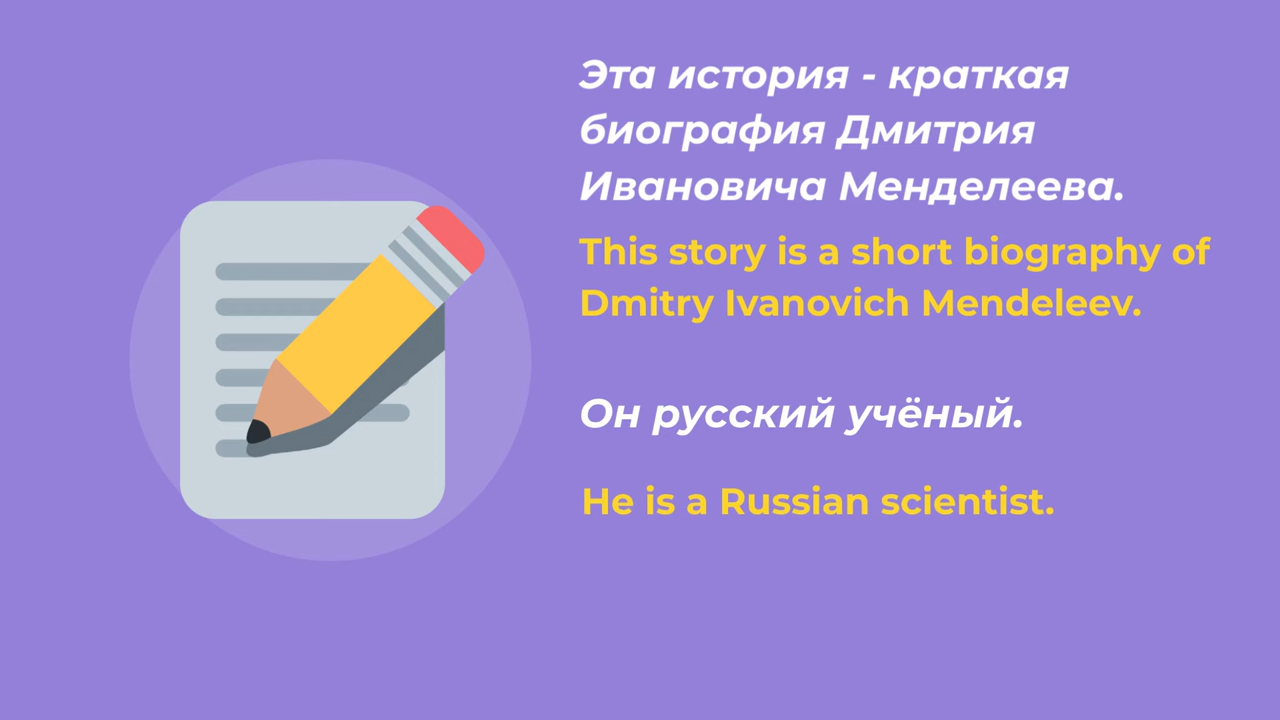 Эта история - краткая
биография Дмитрия
Ивановича Менделеева.
This story is a short biography of
Dmitry Ivanovich Mendeleev.
Он русский учёный.
He is a Russian scientist.